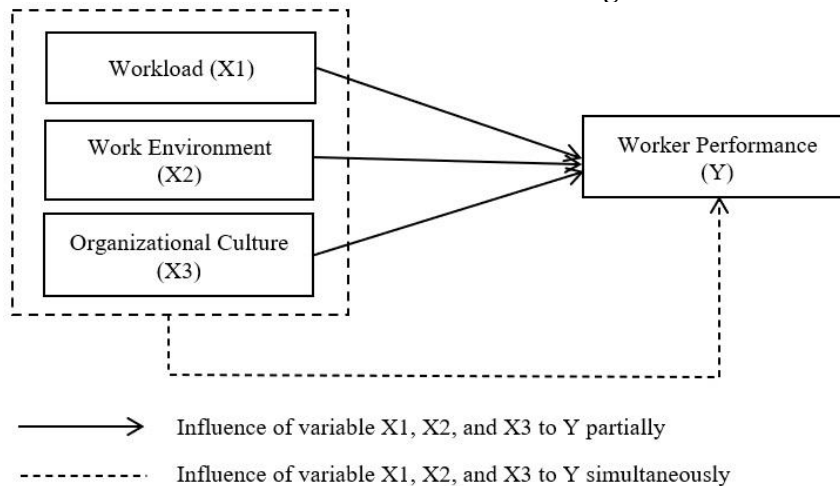 Workload (X1)
Work Environment
(X2)
Organizational Culture
(X3)
Worker Performance
(Y)
Influence of variable X1, X2, and X3 to Y partially
Influence of variable X1, X2, and X3 to Y simultaneously